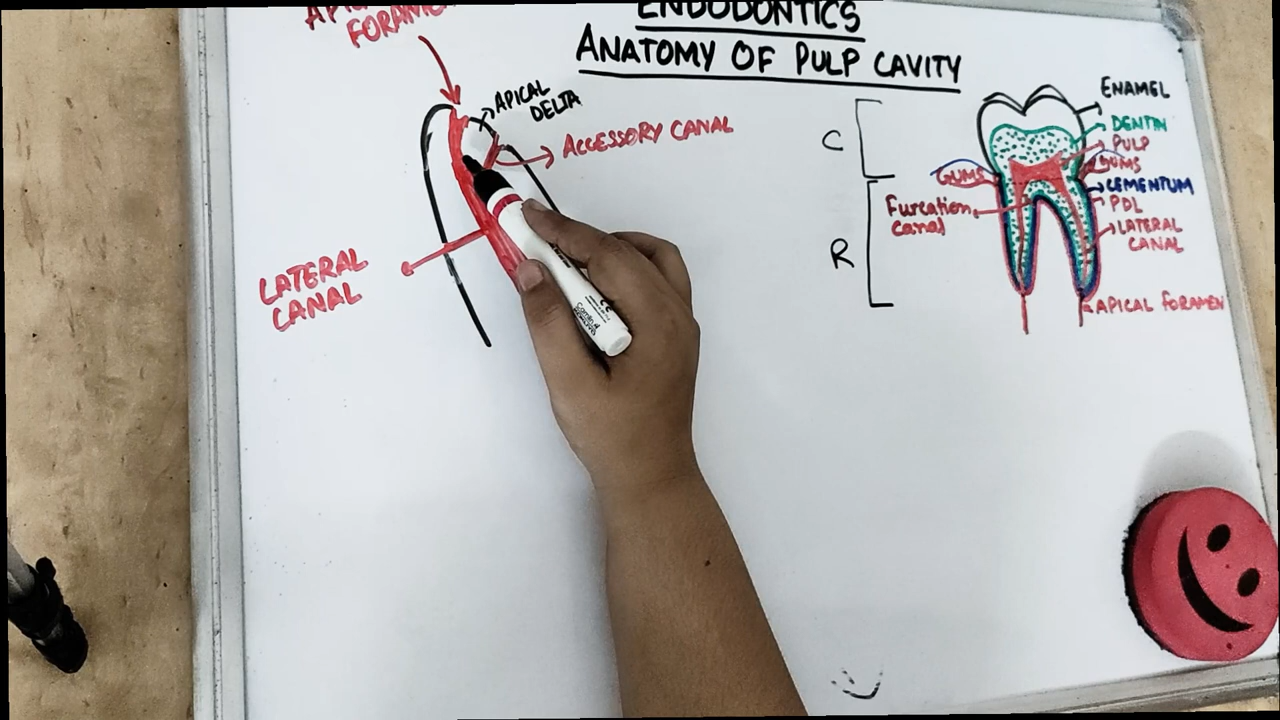 ENDODONTICS
ANATOMY OF PULP CAVITY
FORAMEN
APICAL
DELTA
ACCESSORY CANAL
LATERAL
CANAL
C
R
ENAMEL
DENTIN
PULP
GUMS
GUMS
CEMENTUM
PDL
LATERAL
CANAL
Furcation
canal
APICAL FORAMEN